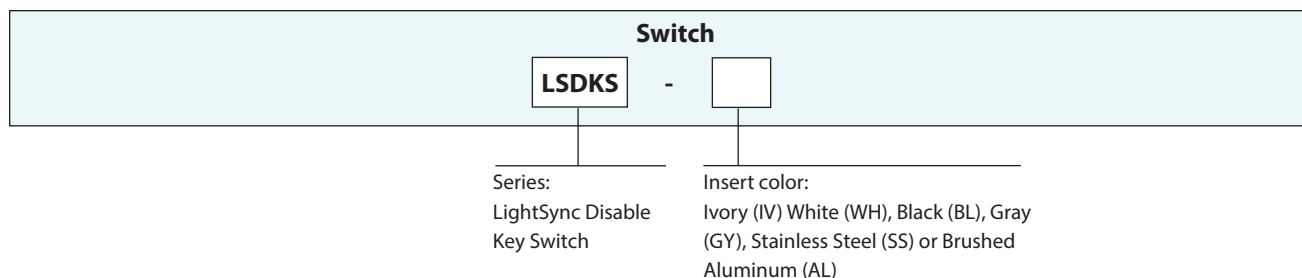 Switch
LSDKS -
Series:
LightSync Disable
Key Switch
Insert color:
Ivory (IV) White (WH), Black (BL), Gray
(GY), Stainless Steel (SS) or Brushed
Aluminum (AL)